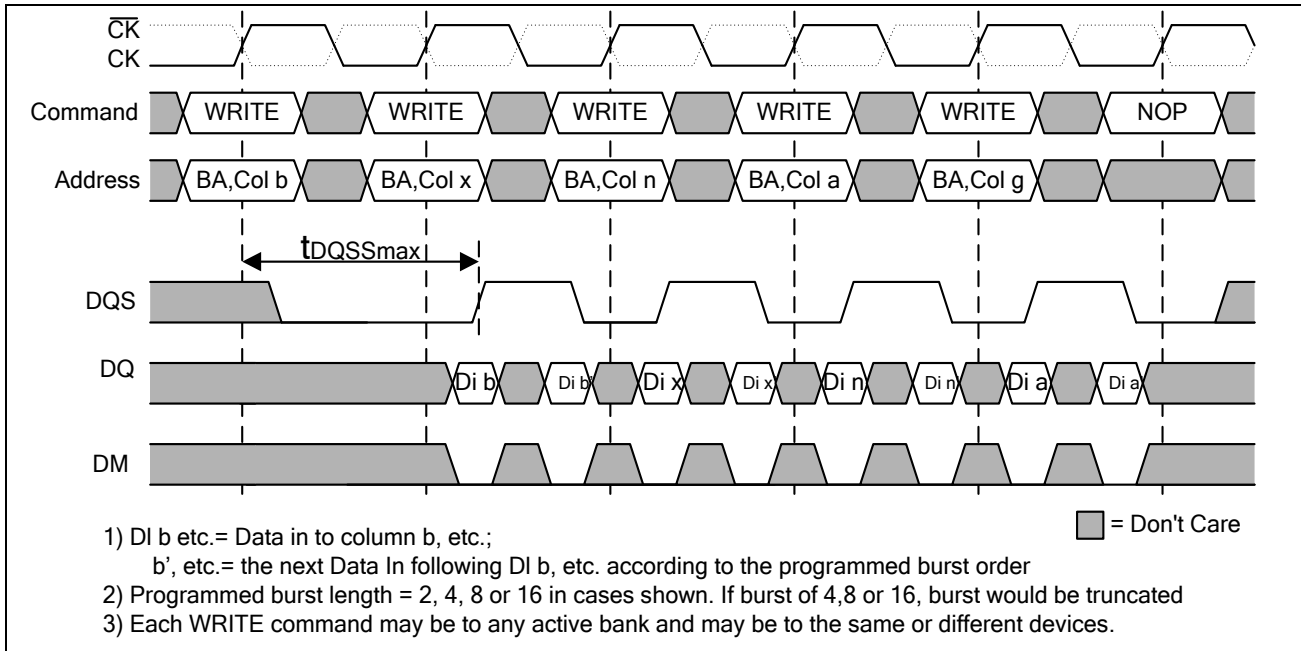 CK
CK
Command WRITE WRITE WRITE WRITE WRITE NOP
Address BA,Col b BA,Col x BA,Col n BA,Col a BA,Col g
tDQSSmax
DQS
DQ Di b Di b' Di x Di x Di n Di n Di a Di a
DM
= Don't Care
1) DI b etc.= Data in to column b, etc.;
b', etc.= the next Data In following DI b, etc. according to the programmed burst order
2) Programmed burst length = 2, 4, 8 or 16 in cases shown. If burst of 4,8 or 16, burst would be truncated
3) Each WRITE command may be to any active bank and may be to the same or different devices.